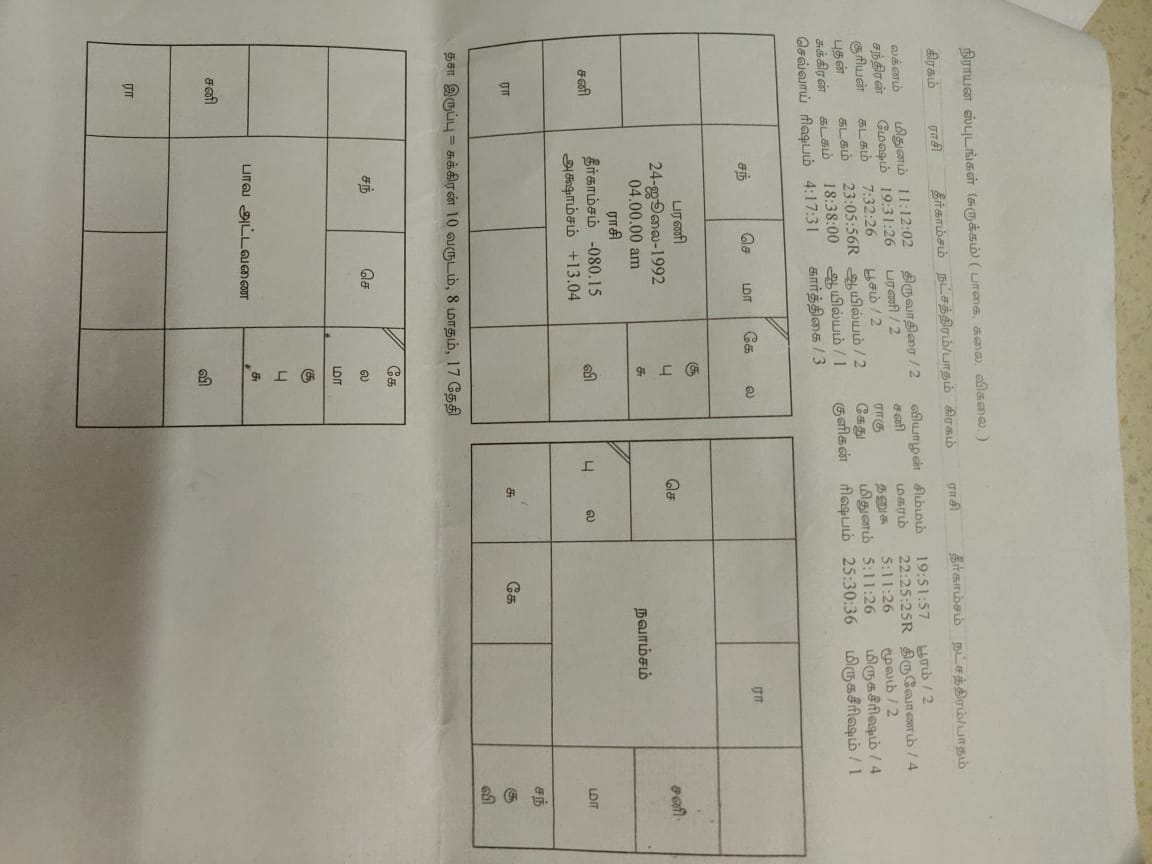 நிராயன ஸ்புடங்கள் (சுருக்கம்) ( பாகை. கலை. விகலை. )
கிரகம் ராசி தீர்காம்சம் நட்சத்திரம்/பாதம் கிரகம் ராசி தீர்காம்சம் நட்சத்திரம்/பாதம்
லக்னம் மிதுனம் 11:12:02 திருவாதிரை / 2 வியாழன் சிம்மம் 19:51:57 பூரம் / 2
சந்திரன் மேஷம் 19:31:26 பரணி / 2 சனி மகரம் 22:25:25R திருவோணம் / 4
சூரியன் கடகம் 7:32:26 பூசம் / 2 ராகு தனுசு 5:11:26 மூலம் / 2
புதன் கடகம் 23:05:56R ஆயில்யம் / 2 கேது மிதுனம் 5:11:26 மிருகசீரிஷம் / 4
சுக்கிரன் கடகம் 18:38:00 ஆயில்யம் / 1 குளிகன் ரிஷபம் 25:30:36 மிருகசீரிஷம் / 1
செவ்வாய் ரிஷபம் 4:17:31 கார்த்திகை / 3
சந் செ மா கே ல
சனி
பரணி
24-ஜூலை-1992
04.00.00 am
ராசி
தீர்காம்சம் -080.15
அக்ஷாம்சம் +13.04
சூ பு சு
ரா வி
ரா
செ
பு ல
நவாம்சம்
சனி
மா
சு கே சந் சூ வி
தசா இருப்பு = சுக்கிரன் 10 வருடம், 8 மாதம், 17 தேதி
சந் செ கே ல மா
சனி
பாவ அட்டவணை
சூ பு சு
வி
ரா